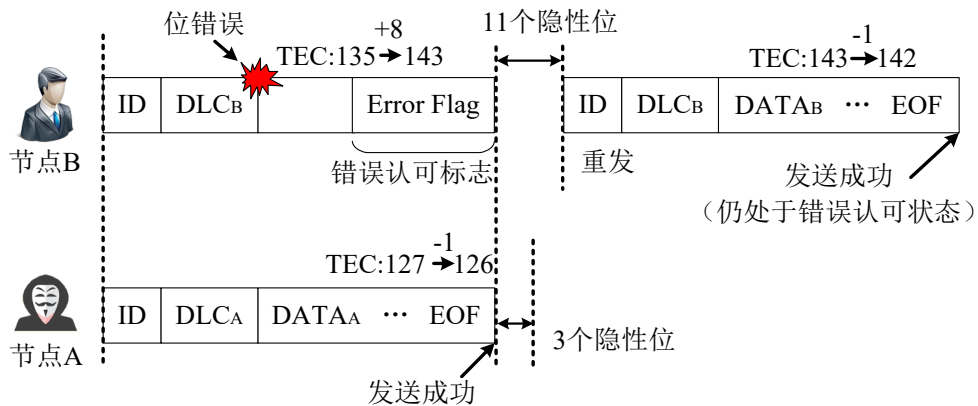 位错误
+8
TEC:135→143
11个隐性位
-1
TEC:143→142
ID
DLCB
Error Flag
ID
DLCB
DATAB ··· EOF
节点B
错误认可标志
重发
发送成功
（仍处于错误认可状态）
-1
TEC:127→126
ID
DLCA
DATAA ··· EOF
节点A
3个隐性位
发送成功